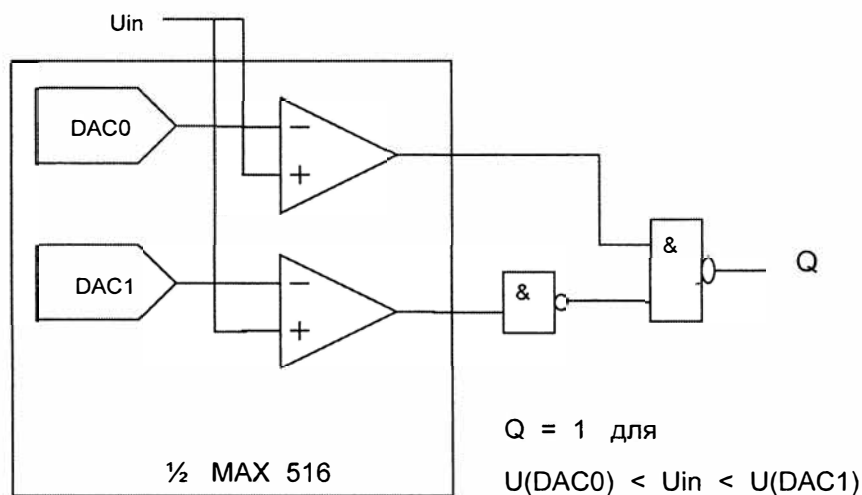 Uin
DAC0
−
+
DAC1
−
+
&
&
Q
½ MAX 516
Q = 1 для
U(DAC0) < Uin < U(DAC1)